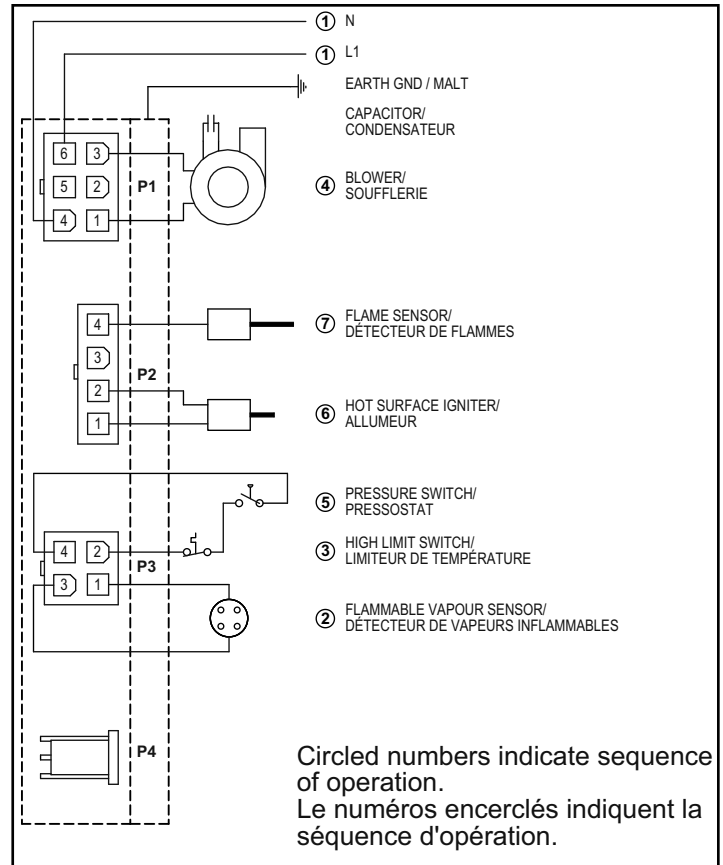 1 N
1 L1
EARTH GND / MALT
CAPACITOR/
CONDENSATEUR
6 3
5 2 P1
4 1
4 BLOWER/
SOUFFLERIE
4
3
P2
2
1
7 FLAME SENSOR/
DÉTECTEUR DE FLAMMES
6 HOT SURFACE IGNITER/
ALLUMEUR
5 PRESSURE SWITCH/
PRESSOSTAT
4 2
P3
3 1
3 HIGH LIMIT SWITCH/
LIMITEUR DE TEMPÉRATURE
2 FLAMMABLE VAPOUR SENSOR/
DÉTECTEUR DE VAPEURS INFLAMMABLES
P4
Circled numbers indicate sequence
of operation.
Le numéros encerclés indiquent la
séquence d'opération.